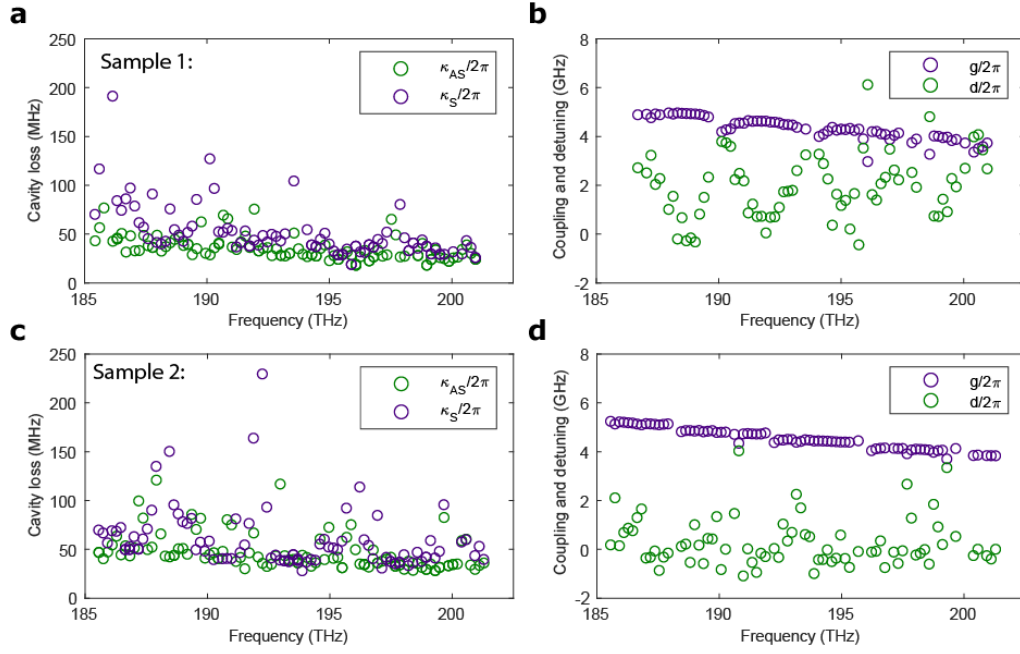 a
Sample 1:
250
200
150
100
50
0
185
190
195
200
Cavity loss (MHz)
Frequency (THz)
κAS/2π
κS/2π
b
8
6
4
2
0
-2
185
190
195
200
Coupling and detuning (GHz)
Frequency (THz)
g/2π
d/2π
c
Sample 2:
250
200
150
100
50
0
185
190
195
200
Cavity loss (MHz)
Frequency (THz)
κAS/2π
κS/2π
d
8
6
4
2
0
-2
185
190
195
200
Coupling and detuning (GHz)
Frequency (THz)
g/2π
d/2π